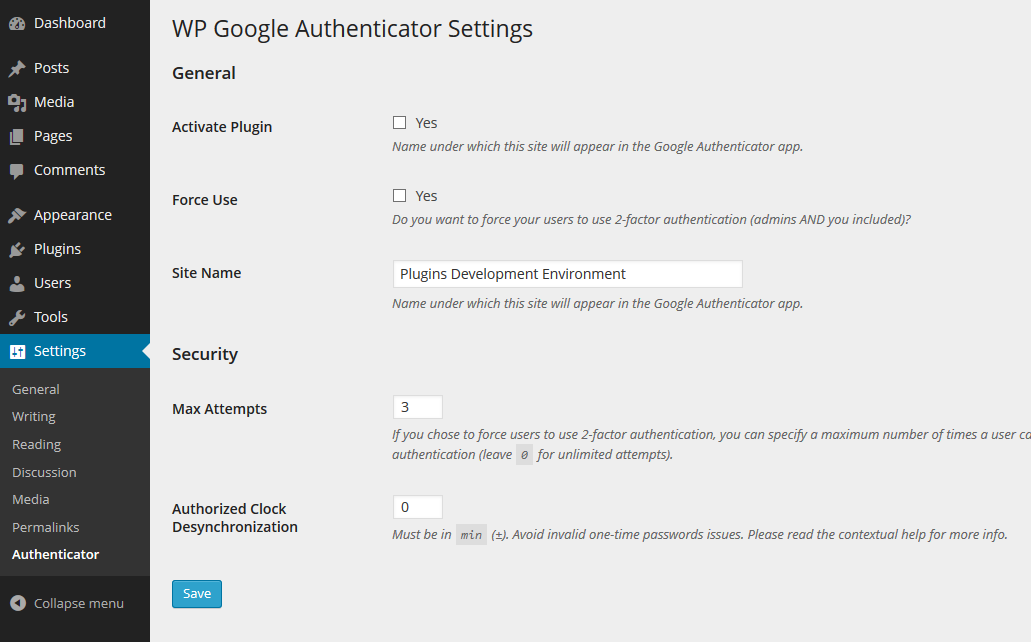 Dashboard
Posts
Media
Pages
Comments
Appearance
Plugins
Users
Tools
Settings
General
Writing
Reading
Discussion
Media
Permalinks
Authenticator
Collapse menu
WP Google Authenticator Settings
General
Activate Plugin
Yes
Name under which this site will appear in the Google Authenticator app.
Force Use
Yes
Do you want to force your users to use 2-factor authentication (admins AND you included)?
Site Name
Plugins Development Environment
Name under which this site will appear in the Google Authenticator app.
Security
Max Attempts
3
If you chose to force users to use 2-factor authentication, you can specify a maximum number of times a user ca
authentication (leave 0 for unlimited attempts).
Authorized Clock
Desynchronization
0
Must be in min (±). Avoid invalid one-time passwords issues. Please read the contextual help for more info.
Save